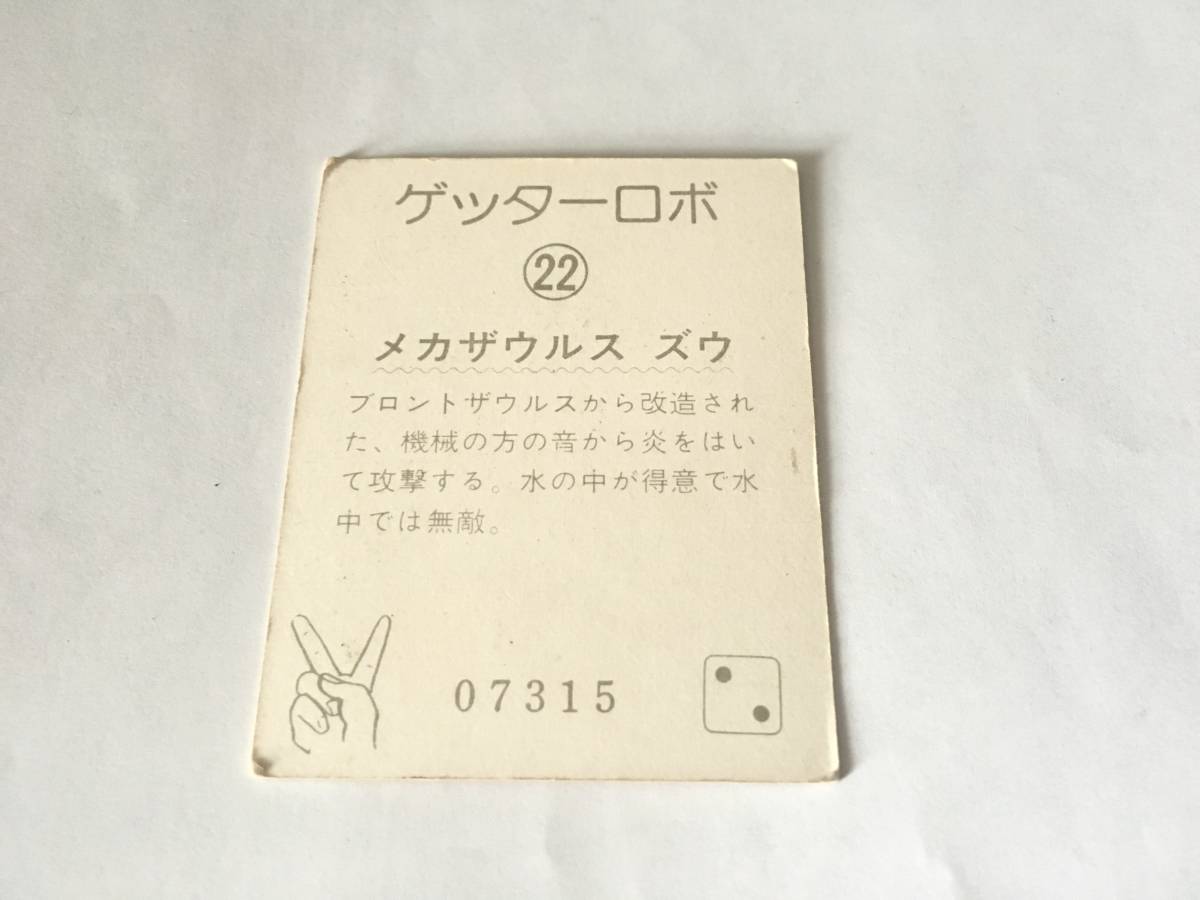 ゲッターロボ
22
メカザウルス ズウ
ブロントザウルスから改造され
た、機械の方の音から炎をはい
て攻撃する。水の中が得意で水
中では無敵。
07315